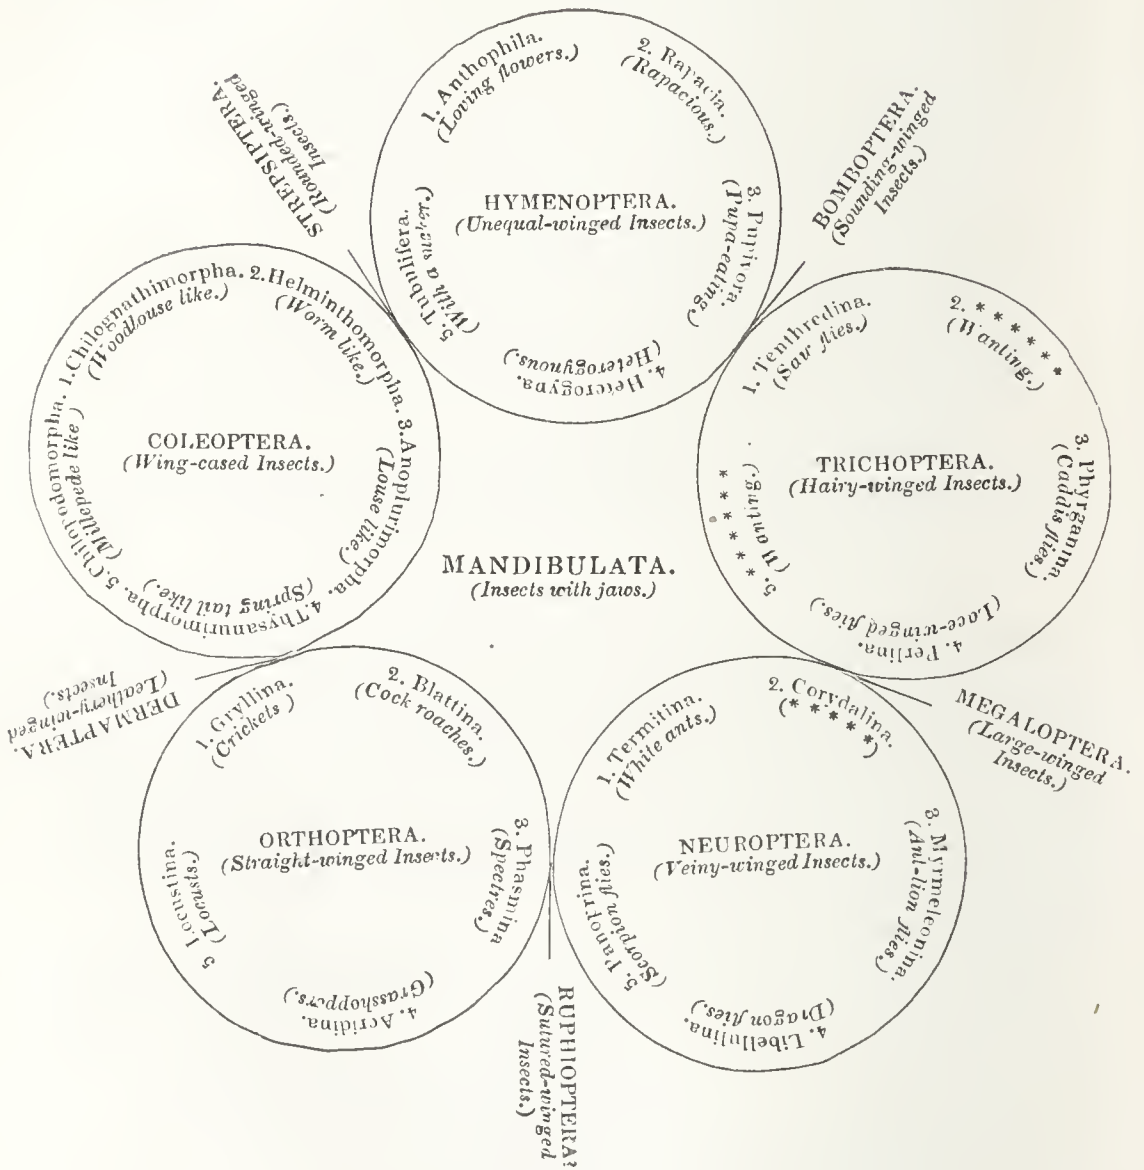 STREPSIPTERA.
(Rounded-winged
Insects.)
BOMBOPTERA.
(Sounding-winged
Insects.)
HYMENOPTERA.
(Unequal-winged Insects.)
1. Anthophila.
(Loving flowers.)
2. Rapacia.
(Rapacious.)
3. Pupivora.
(Pupa-eating.)
4. Heterogyna.
(Heterogynous.)
5. Tubulifera.
(With a sucker.)
COLEOPTERA.
(Wing-cased Insects.)
1. Chilognathimorpha.
(Woodlouse like.)
2. Helminthomorpha.
(Worm like.)
3. Anoplurimorpha.
(Louse like.)
4. Thysanurimorpha.
(Spring tail like.)
5. Chilopodomorpha.
(Millepede like)
TRICHOPTERA.
(Hairy-winged Insects.)
1. Tenthredina.
(Saw flies.)
2. * * * * * *
(Wanting.)
3. Phyrganina.
(Caddis flies.)
4. Perlina.
(Lace-winged flies.)
5. * * * * * * *
(Wanting.)
MANDIBULATA.
(Insects with jaws.)
DERMAPTERA.
(Leathery-winged
Insects.)
MEGALOPTERA.
(Large-winged
Insects.)
ORTHOPTERA.
(Straight-winged Insects.)
1. Gryllina.
(Crickets)
2. Blattina.
(Cock roaches.)
3. Phasmina
(Spectres.)
4. Acridina.
(Grasshoppers.)
5 Locustina.
(Locusts.)
NEUROPTERA.
(Veiny-winged Insects.)
1. Termitina.
(White ants.)
2. Corydalina.
(* * * * *)
3. Myrmeleonina.
(Ant-lion flies.)
4. Libellulina.
(Dragon flies.)
5. Panorpina.
(Scorpion flies.)
RUPHIOPTERA?
(Sutured-winged
Insects.)